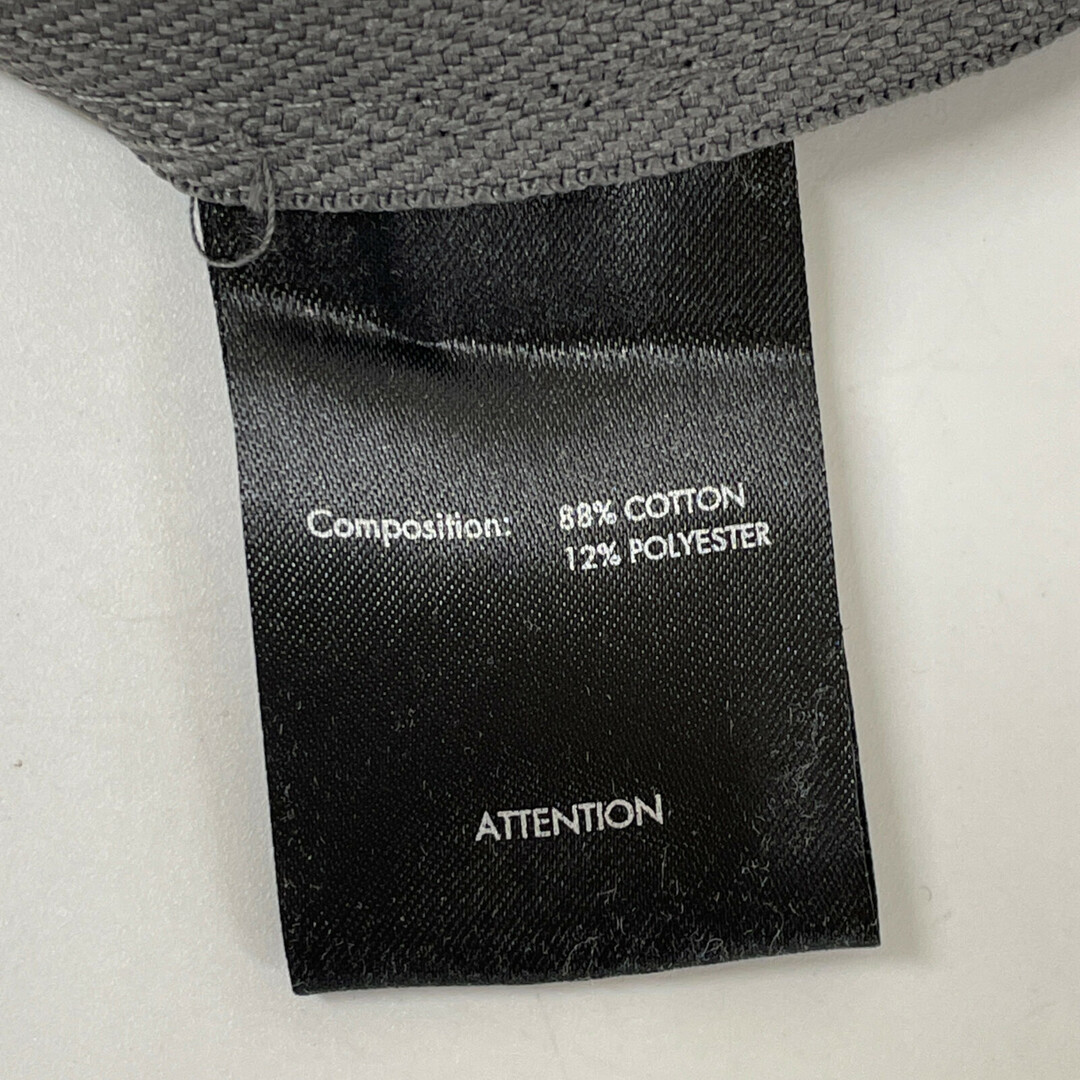 Composition: 88% COTTON
12% POLYESTER
ATTENTION